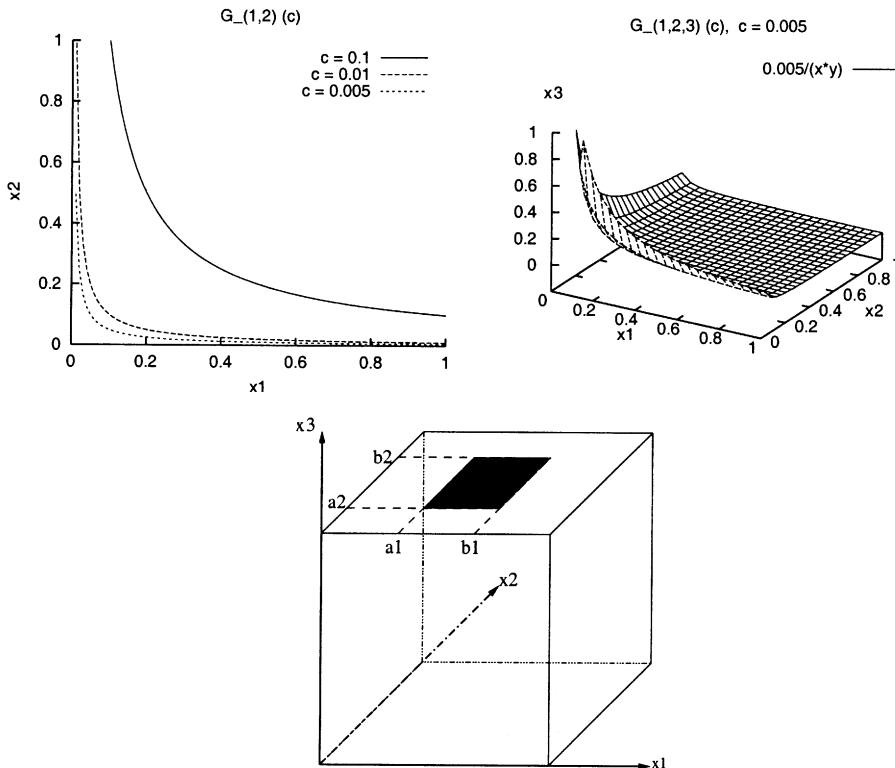 G_(1,2) (c)
c = 0.1
c = 0.01
c = 0.005
1
0.8
0.6
0.4
0.2
0
x2
0
0.2
0.4
0.6
0.8
1
x1
G_(1,2,3) (c), c = 0.005
0.005/(x*y)
x3
1
0.8
0.6
0.4
0.2
0
0
0.2
0.4
0.6
0.8
1
x1
0
0.2
0.4
0.6
0.8
x2
x3
b2
a2
a1
b1
x2
x1